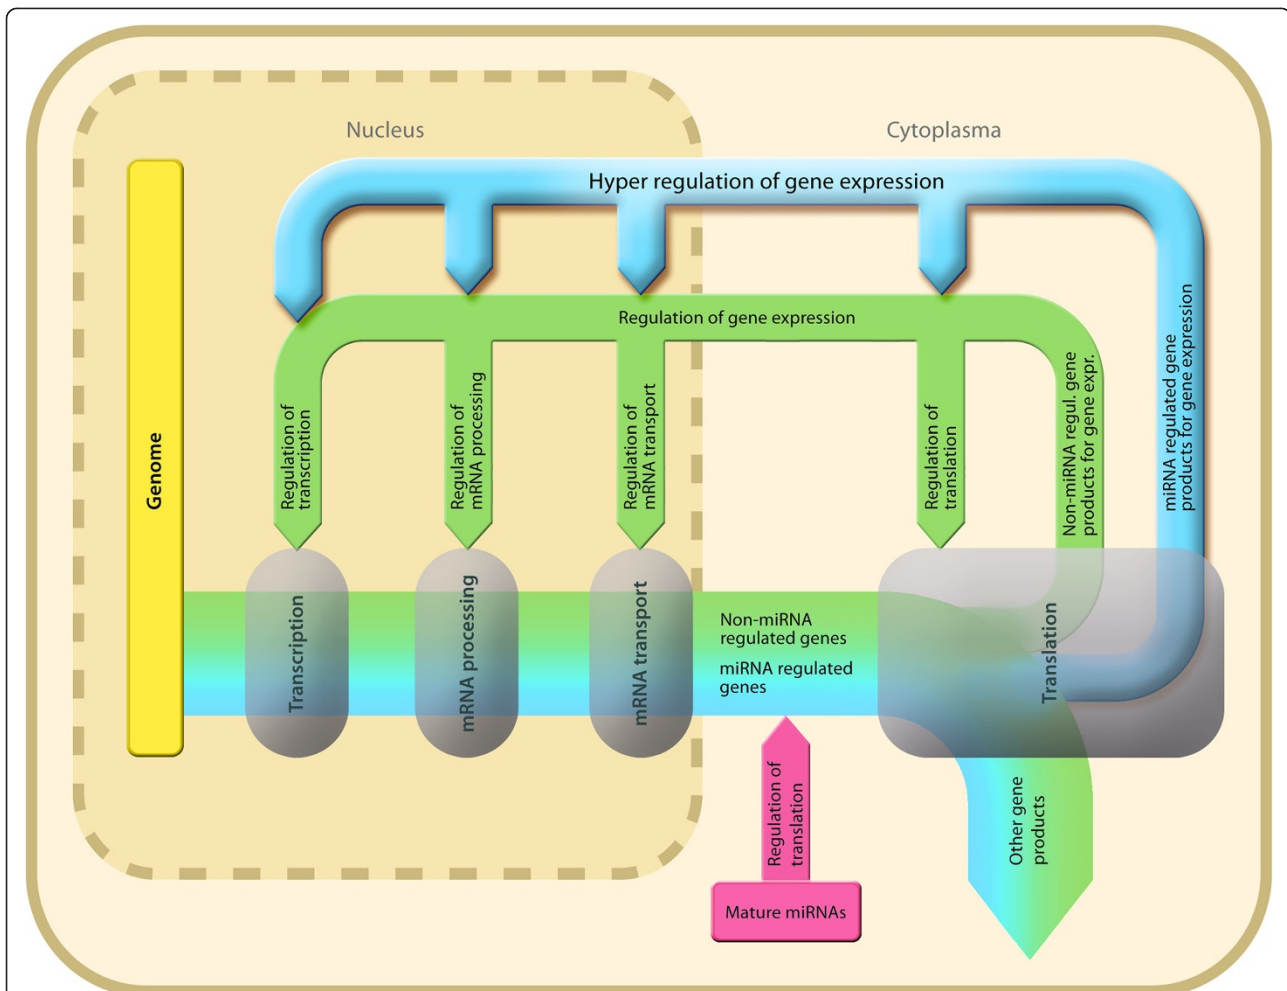 Nucleus
Cytoplasma
Hyper regulation of gene expression
Regulation of gene expression
Genome
Regulation of
transcription
Regulation of
mRNA processing
Regulation of
mRNA transport
Regulation of
translation
Non-miRNA regul. gene
products for gene expr.
miRNA regulated gene
products for gene expression
Transcription
mRNA processing
mRNA transport
Non-miRNA
regulated genes
miRNA regulated
genes
Translation
Regulation of
translation
Mature miRNAs
Other gene
products